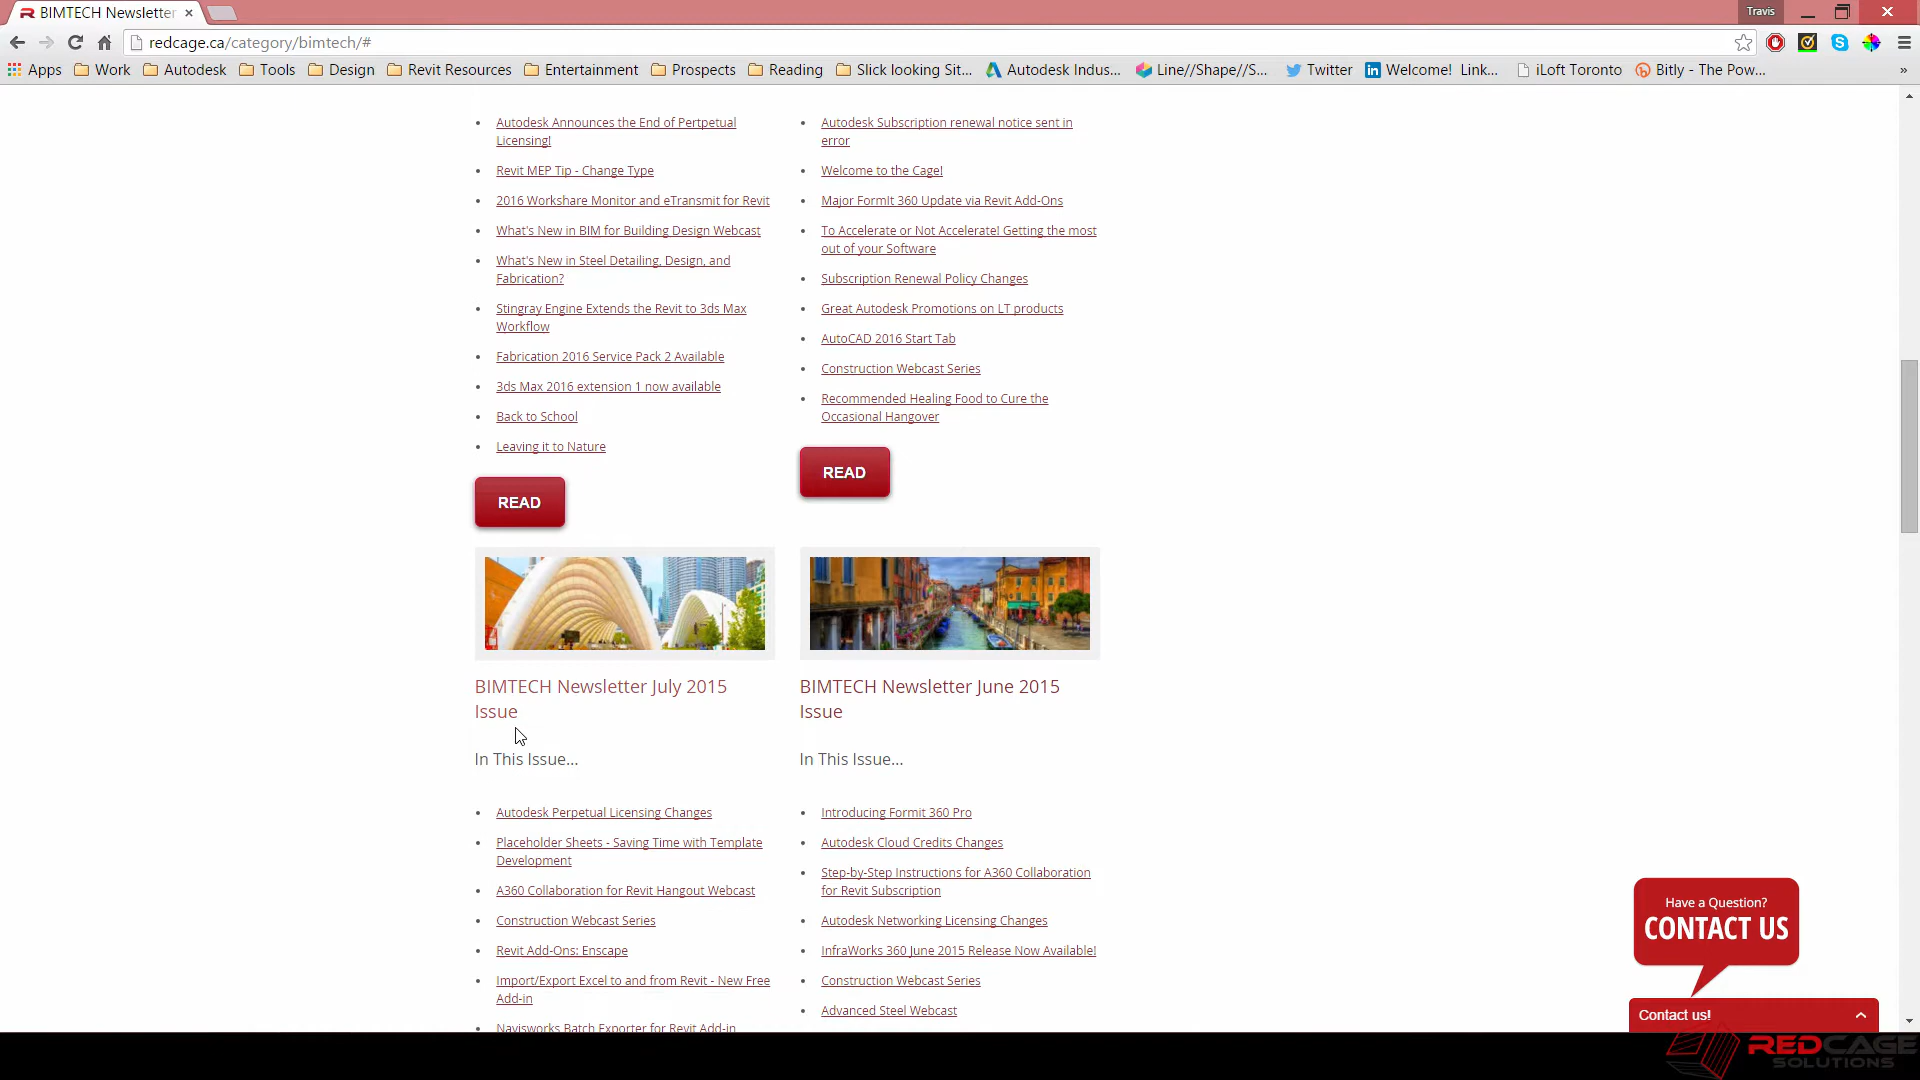 BIMTECH Newsletter
Travis
redcage.ca/category/bimtech/#
Apps Work Autodesk Tools Design Revit Resources Entertainment Prospects Reading Slick looking Sit... Autodesk Indus... Line//Shape//S... Twitter Welcome! Link... iLoft Toronto Bitly - The Pow... »
Autodesk Announces the End of Pertpetual
Licensing!
Revit MEP Tip - Change Type
2016 Workshare Monitor and eTransmit for Revit
What's New in BIM for Building Design Webcast
What's New in Steel Detailing, Design, and
Fabrication?
Stingray Engine Extends the Revit to 3ds Max
Workflow
Fabrication 2016 Service Pack 2 Available
3ds Max 2016 extension 1 now available
Back to School
Leaving it to Nature
READ
Autodesk Subscription renewal notice sent in
error
Welcome to the Cage!
Major FormIt 360 Update via Revit Add-Ons
To Accelerate or Not Accelerate! Getting the most
out of your Software
Subscription Renewal Policy Changes
Great Autodesk Promotions on LT products
AutoCAD 2016 Start Tab
Construction Webcast Series
Recommended Healing Food to Cure the
Occasional Hangover
READ
BIMTECH Newsletter July 2015
Issue
In This Issue...
Autodesk Perpetual Licensing Changes
Placeholder Sheets - Saving Time with Template
Development
A360 Collaboration for Revit Hangout Webcast
Construction Webcast Series
Revit Add-Ons: Enscape
Import/Export Excel to and from Revit - New Free
Add-in
Navisworks Batch Exporter for Revit Add-in
BIMTECH Newsletter June 2015
Issue
In This Issue...
Introducing Formit 360 Pro
Autodesk Cloud Credits Changes
Step-by-Step Instructions for A360 Collaboration
for Revit Subscription
Autodesk Networking Licensing Changes
InfraWorks 360 June 2015 Release Now Available!
Construction Webcast Series
Advanced Steel Webcast
Have a Question?
CONTACT US
Contact us!
REDCAGE
SOLUTIONS